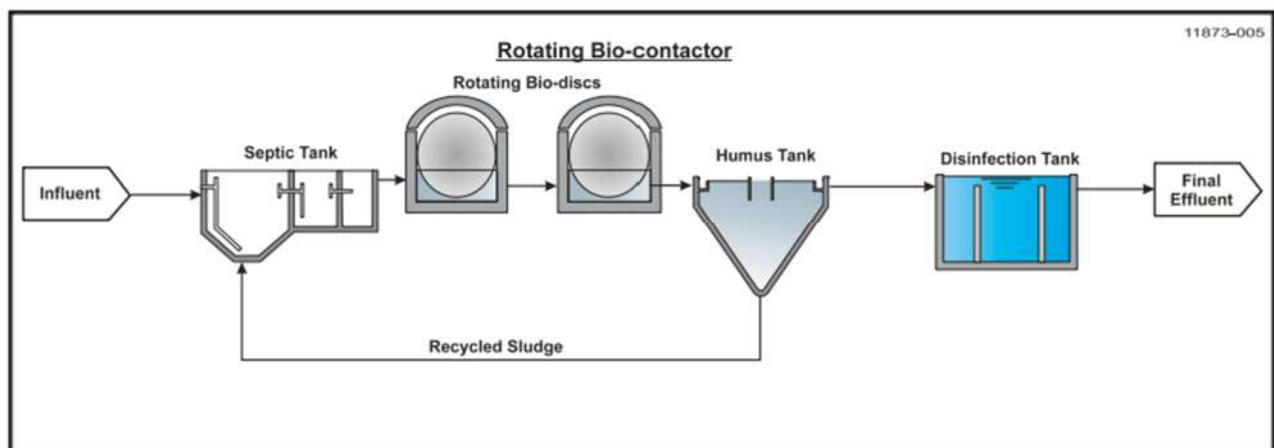 11873-005
Rotating Bio-contactor
Rotating Bio-discs
Septic Tank
Humus Tank
Disinfection Tank
Influent
Final
Effluent
Recycled Sludge